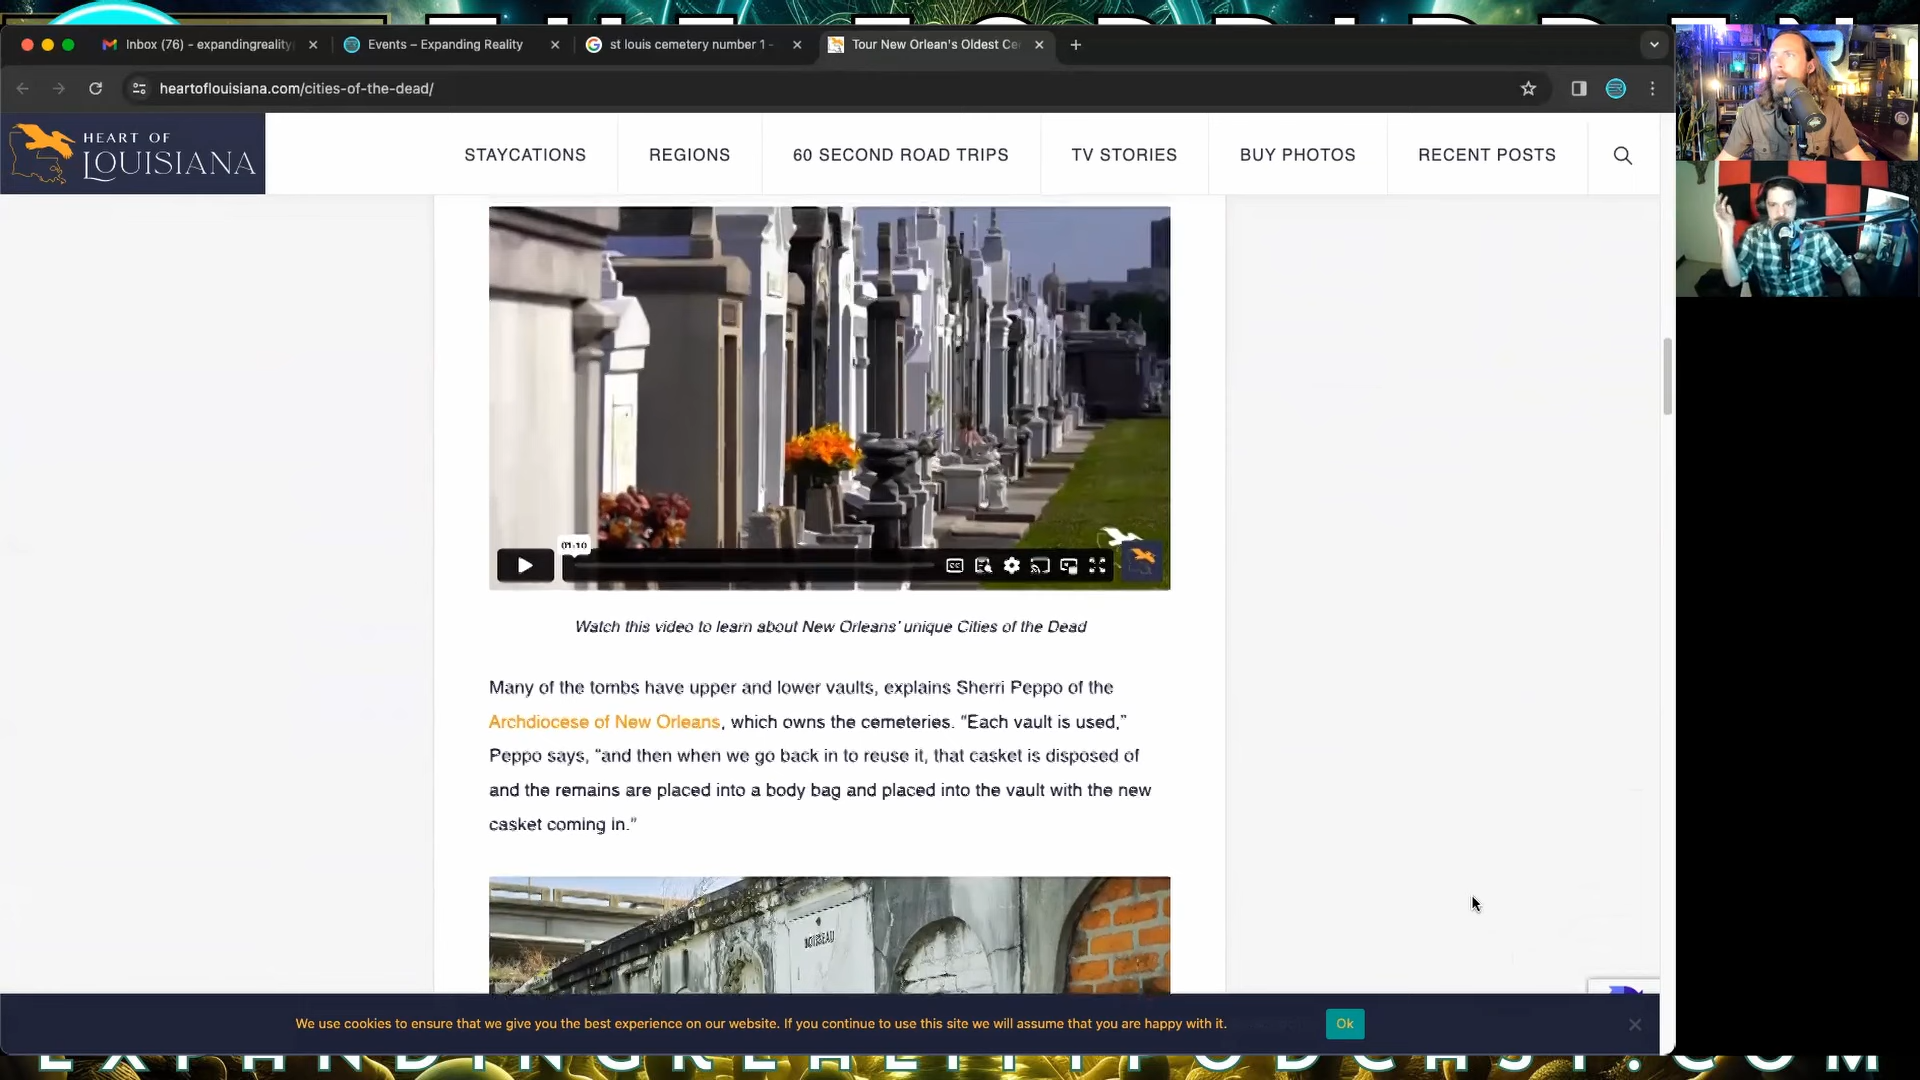 Inbox (76) - expandingreality
Events – Expanding Reality
st louis cemetery number 1 -
Tour New Orlean's Oldest Ce
heartoflouisiana.com/cities-of-the-dead/
HEART OF
LOUISIANA
STAYCATIONS
REGIONS
60 SECOND ROAD TRIPS
TV STORIES
BUY PHOTOS
RECENT POSTS
01:10
CC
Watch this video to learn about New Orleans' unique Cities of the Dead
Many of the tombs have upper and lower vaults, explains Sherri Peppo of the
Archdiocese of New Orleans, which owns the cemeteries. “Each vault is used,”
Peppo says, “and then when we go back in to reuse it, that casket is disposed of
and the remains are placed into a body bag and placed into the vault with the new
casket coming in.”
We use cookies to ensure that we give you the best experience on our website. If you continue to use this site we will assume that you are happy with it.
Ok
EXPANDINGREALITYPODCAST.COM